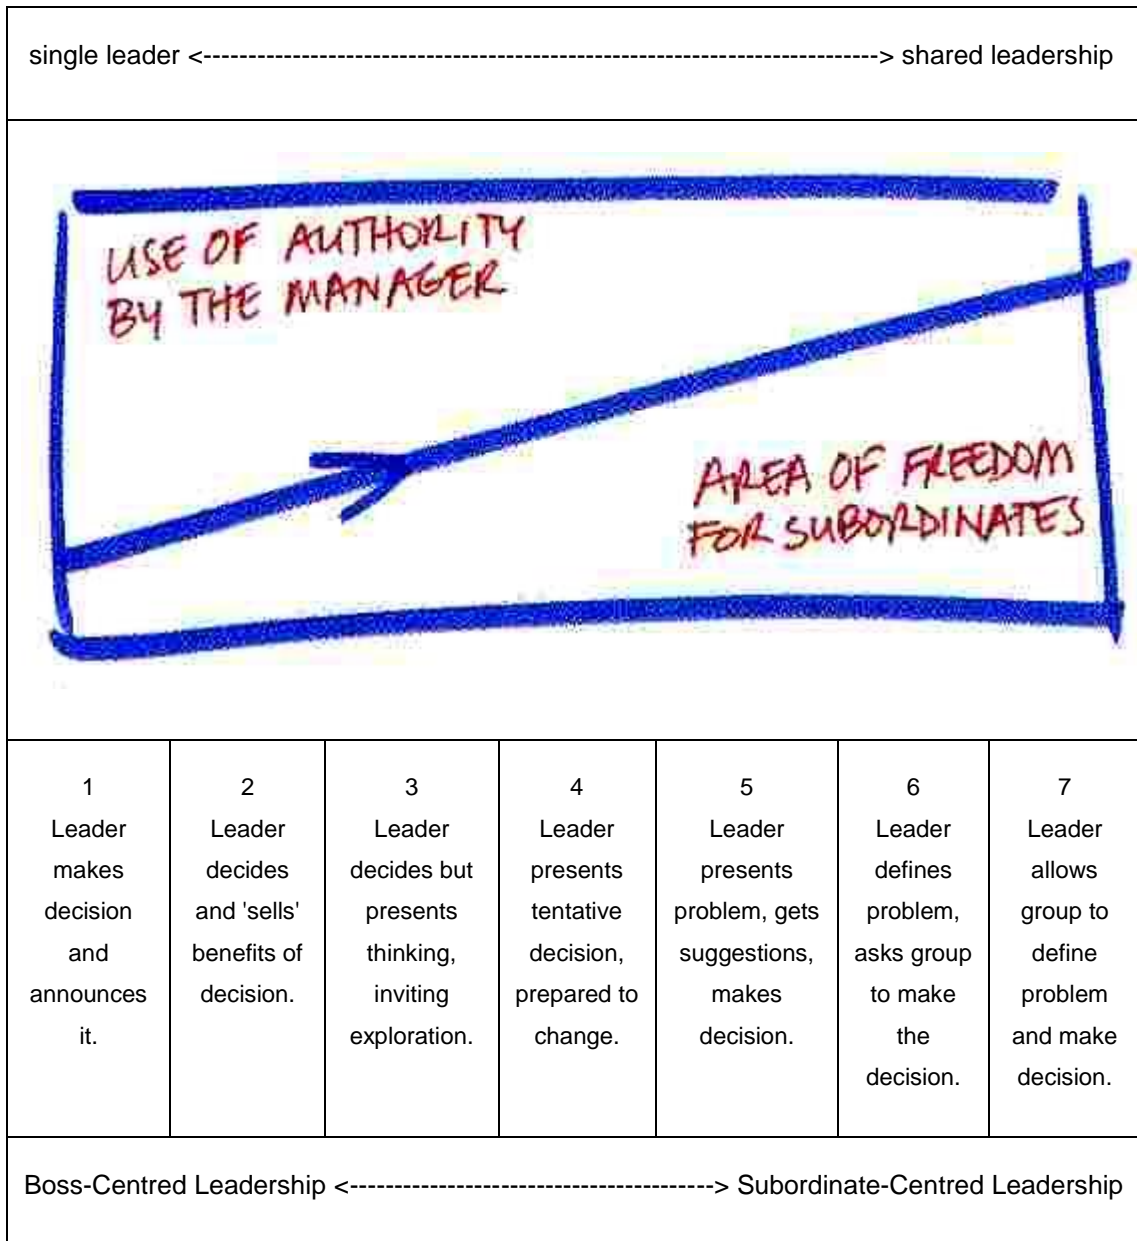 single leader <---------------------------------------------------------------------------> shared leadership
USE OF AUTHORITY
BY THE MANAGER
AREA OF FREEDOM
FOR SUBORDINATES
1
Leader
makes
decision
and
announces
it.
2
Leader
decides
and 'sells'
benefits of
decision.
3
Leader
decides but
presents
thinking,
inviting
exploration.
4
Leader
presents
tentative
decision,
prepared to
change.
5
Leader
presents
problem, gets
suggestions,
makes
decision.
6
Leader
defines
problem,
asks group
to make
the
decision.
7
Leader
allows
group to
define
problem
and make
decision.
Boss-Centred Leadership <-----------------------------------------> Subordinate-Centred Leadership